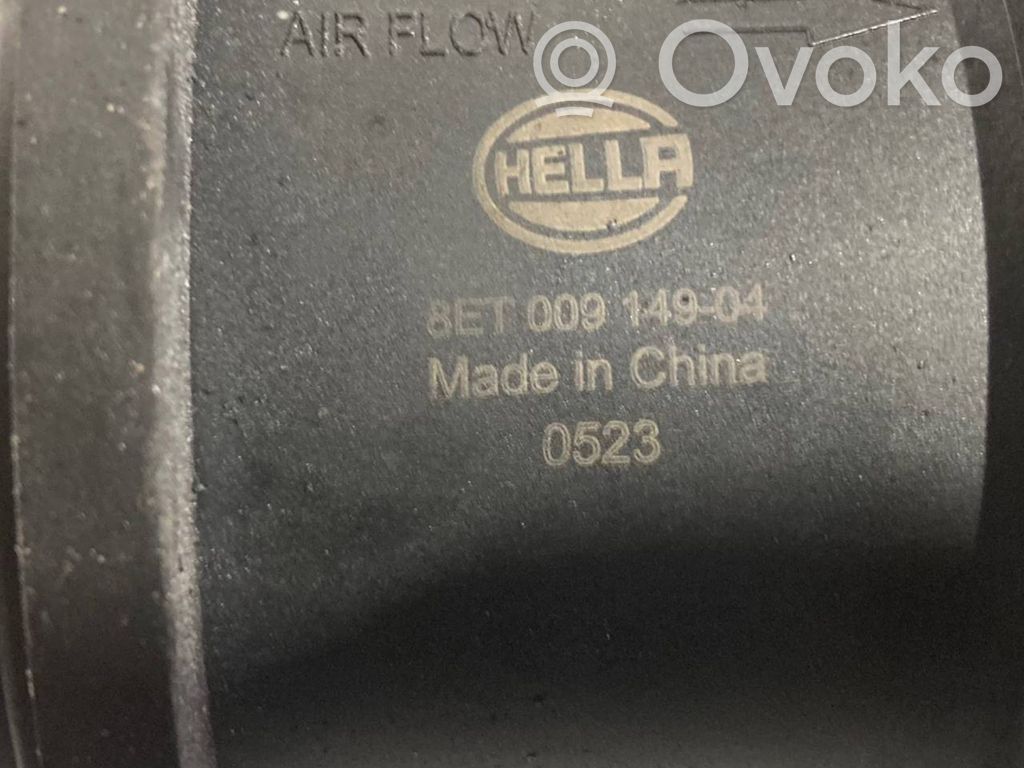 AIR FLOW
Ovoko
HELLA
8ET 009 149-04
Made in China
0523